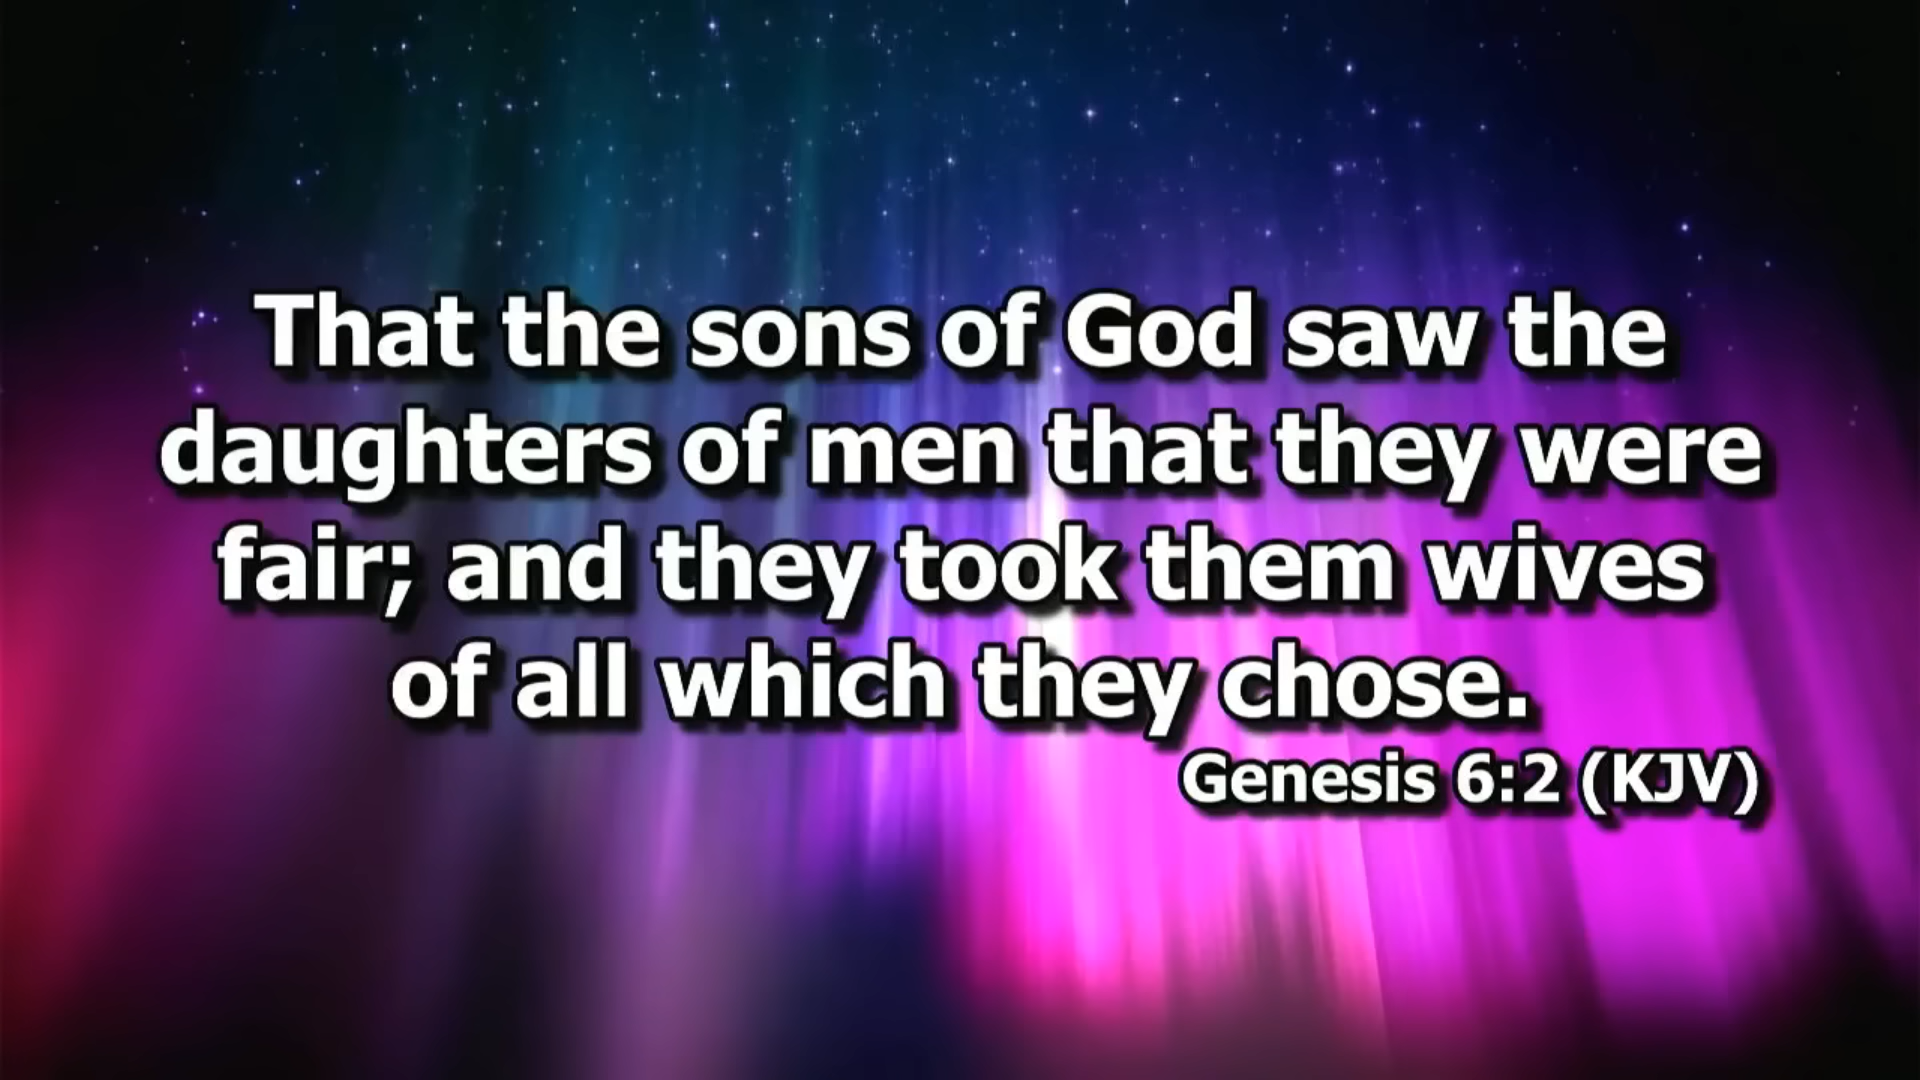 That the sons of God saw the
daughters of men that they were
fair; and they took them wives
of all which they chose.
Genesis 6:2 (KJV)